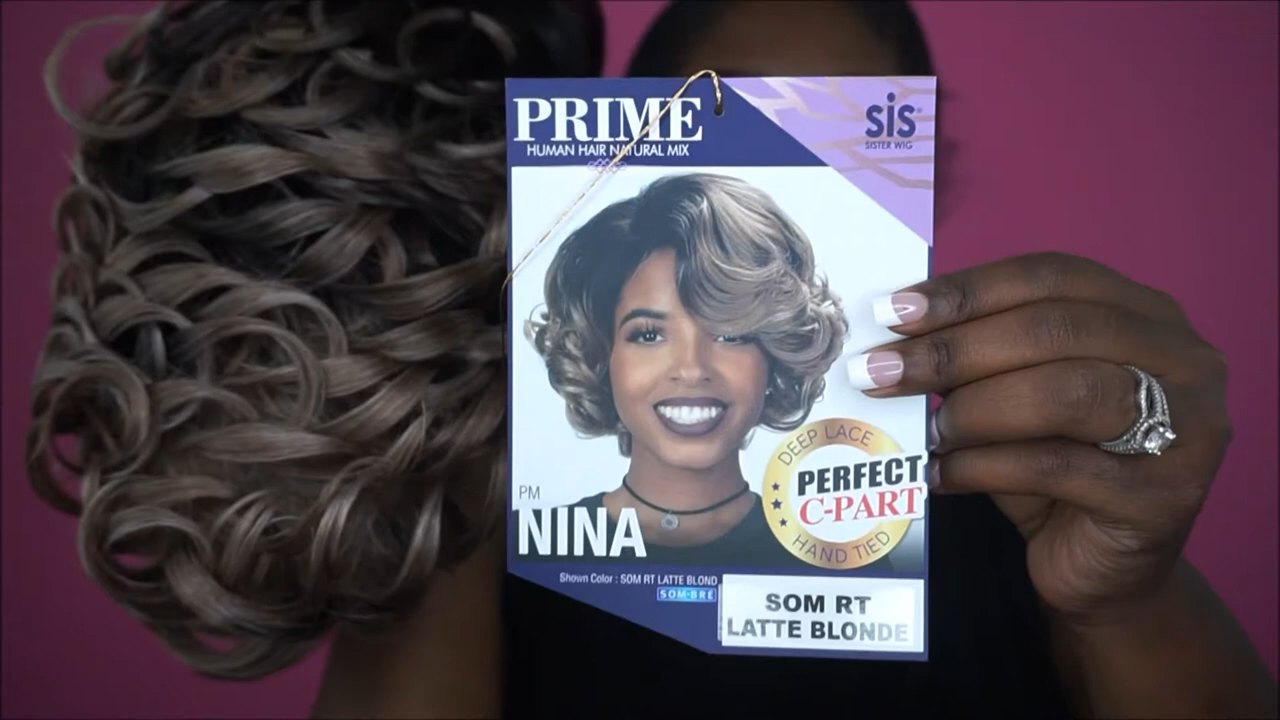 PRIME
HUMAN HAIR NATURAL MIX
sis
SISTER WIG
DEEP LACE
PERFECT
C-PART
HAND TIED
PM
NINA
Shown Color : SOM RT LATTE BLOND
SOM-BRE
SOM RT
LATTE BLONDE